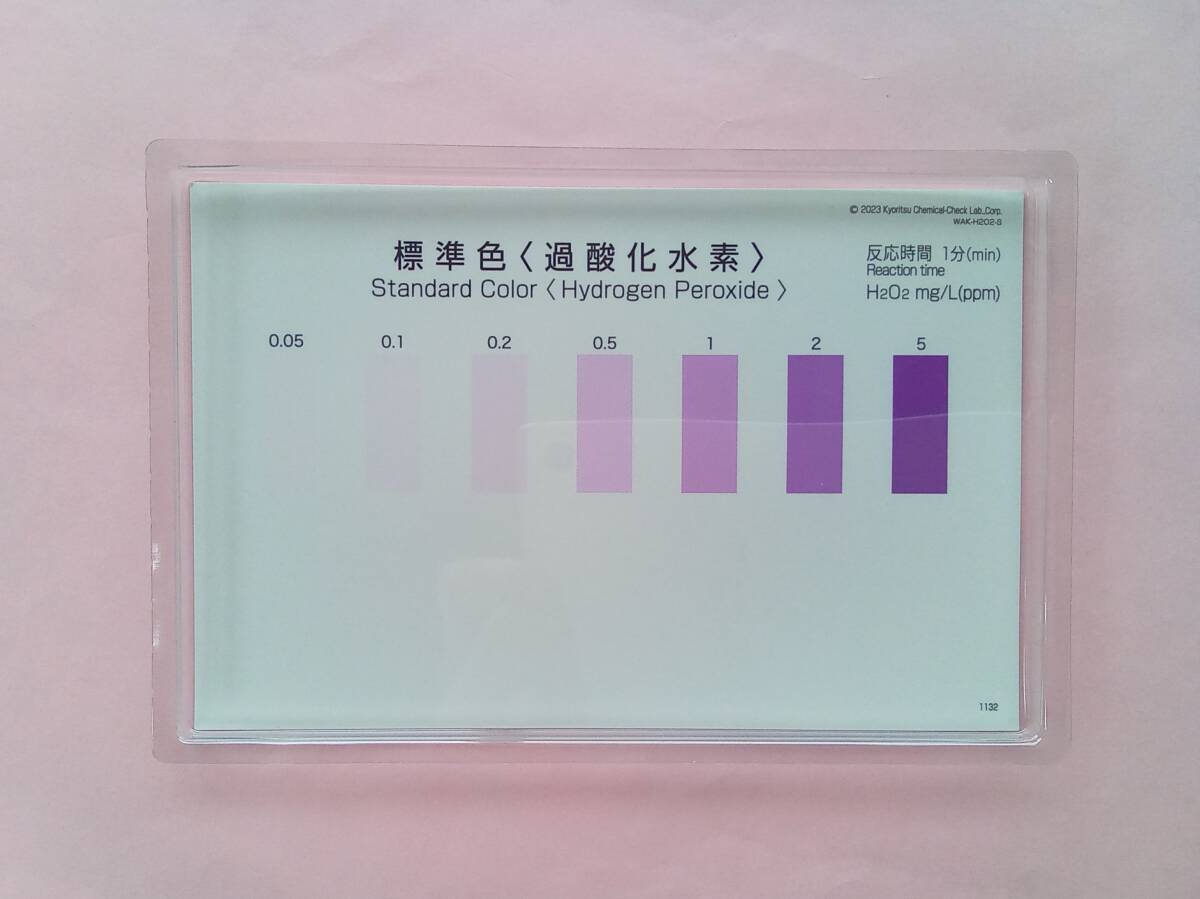 © 2023 Kyoritsu Chemical-Check Lab.,Corp.
WAK-H2O2-S
標準色〈過酸化水素〉
Standard Color〈Hydrogen Peroxide〉
反応時間 1分(min)
Reaction time
H2O2 mg/L(ppm)
0.05 0.1 0.2 0.5 1 2 5
1132